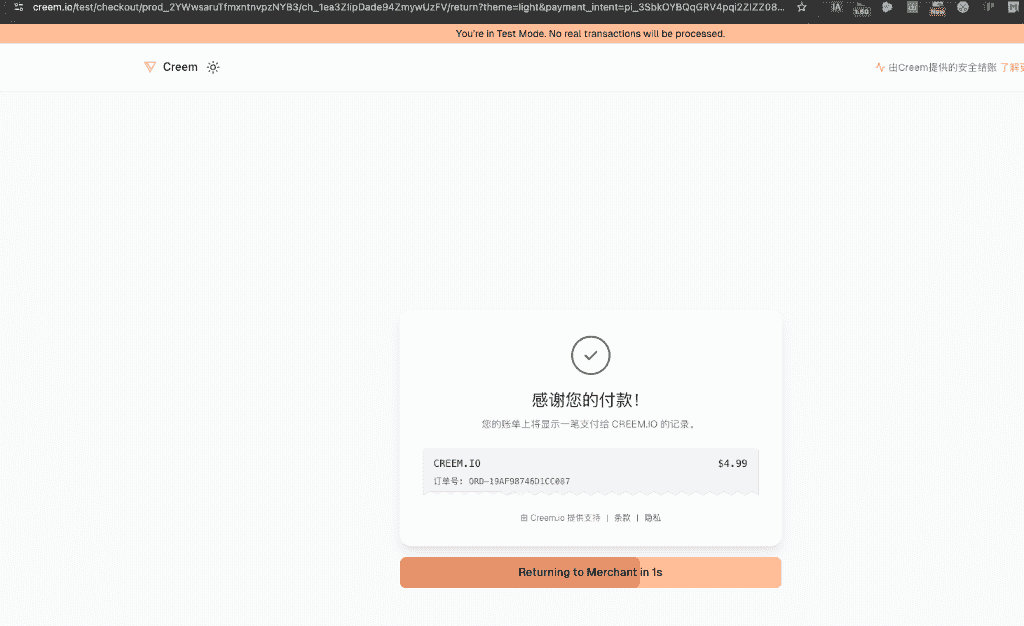 creem.io/test/checkout/prod_2YWwsaruTfmxntnvpzNYB3/ch_1ea3ZlipDade94ZmywUzFV/return?theme=light&payment_intent=pi_3SbkOYBQqGRV4pqi2ZIZZ08...
You're in Test Mode. No real transactions will be processed.
Creem
由Creem提供的安全结账 了解更
感谢您的付款！
您的账单上将显示一笔支付给 CREEM.IO 的记录。
CREEM.IO $4.99
订单号: ORD-19AF98746D1CC087
由 Creem.io 提供支持 | 条款 | 隐私
Returning to Merchant in 1s